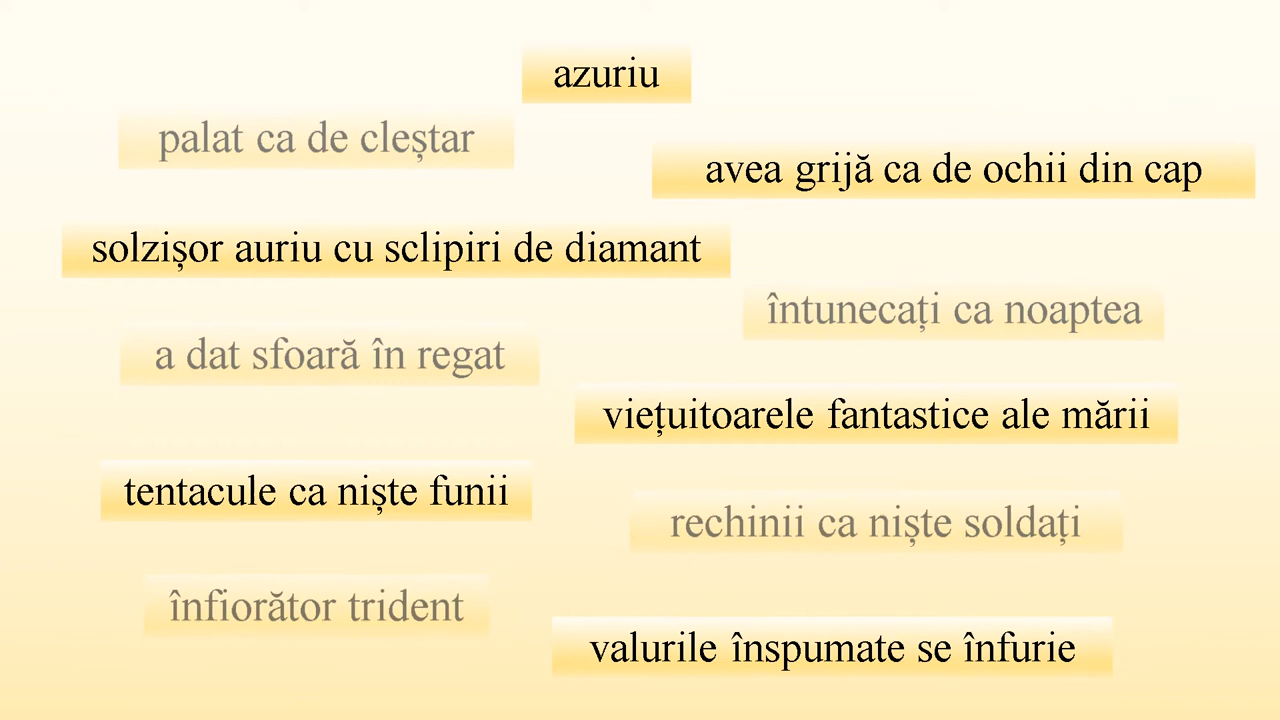 azuriu
palat ca de cleștar
avea grijă ca de ochii din cap
solzișor auriu cu sclipiri de diamant
întunecați ca noaptea
a dat sfoară în regat
viețuitoarele fantastice ale mării
tentacule ca niște funii
rechinii ca niște soldați
înfiorător trident
valurile înspumate se înfurie